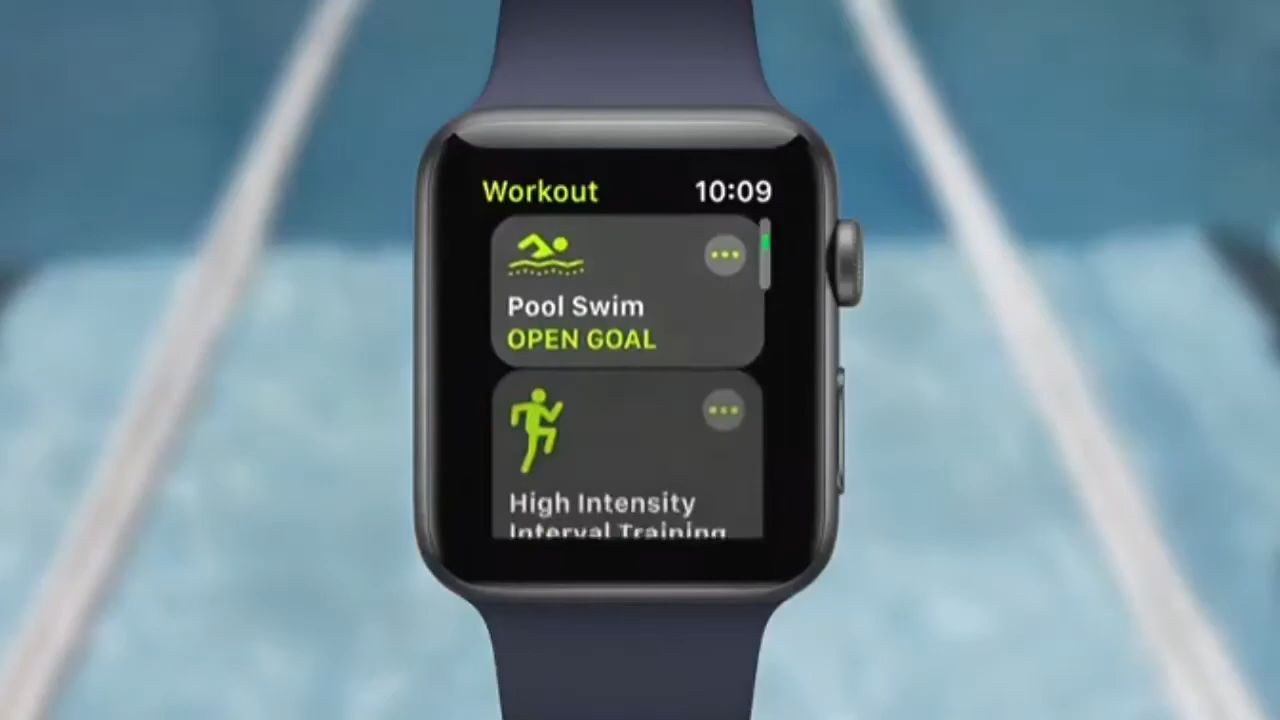 Workout 10:09
Pool Swim
OPEN GOAL
High Intensity
Interval Training